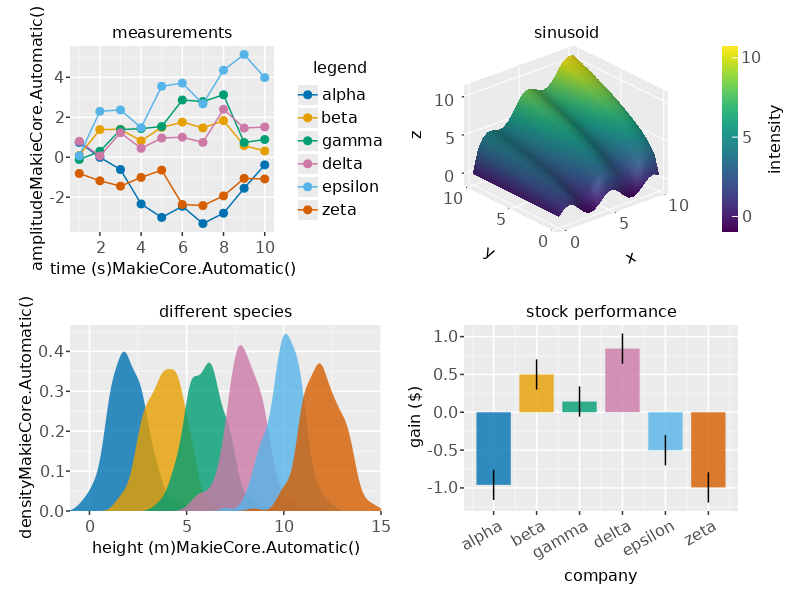 measurements
amplitudeMakieCore.Automatic()
4
2
0
-2
2
4
6
8
10
time (s)MakieCore.Automatic()
legend
alpha
beta
gamma
delta
epsilon
zeta
sinusoid
z
10
5
0
10
5
0
y
0
5
10
x
10
5
0
intensity
different species
densityMakieCore.Automatic()
0.4
0.3
0.2
0.1
0.0
0
5
10
15
height (m)MakieCore.Automatic()
stock performance
gain ($)
1.0
0.5
0.0
-0.5
-1.0
alpha
beta
gamma
delta
epsilon
zeta
company